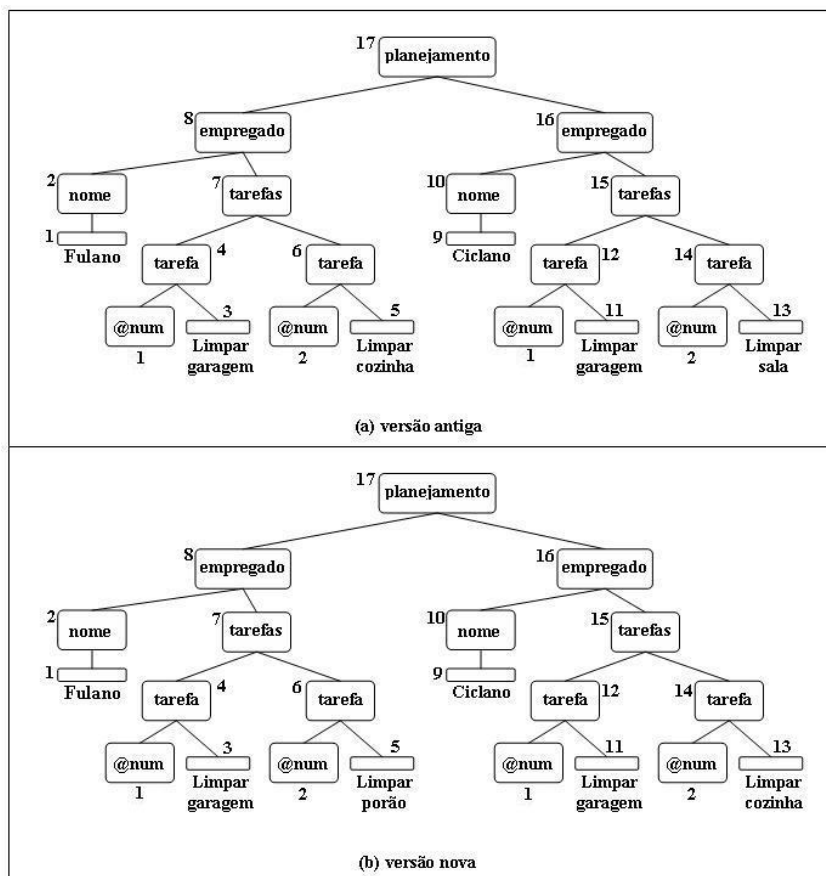 17 planejamento
8 empregado 16 empregado
2 nome 7 tarefas 10 nome 15 tarefas
1 Fulano 9 Ciclano
tarefa 4 6 tarefa tarefa 12 14 tarefa
@num 3 @num 5 @num 11 @num 13
1 Limpar 2 Limpar 1 Limpar 2 Limpar
garagem cozinha garagem sala
(a) versão antiga
17 planejamento
8 empregado 16 empregado
2 nome 7 tarefas 10 nome 15 tarefas
1 Fulano 9 Ciclano
tarefa 4 6 tarefa tarefa 12 14 tarefa
@num 3 @num 5 @num 11 @num 13
1 Limpar 2 Limpar 1 Limpar 2 Limpar
garagem porão garagem cozinha
(b) versão nova